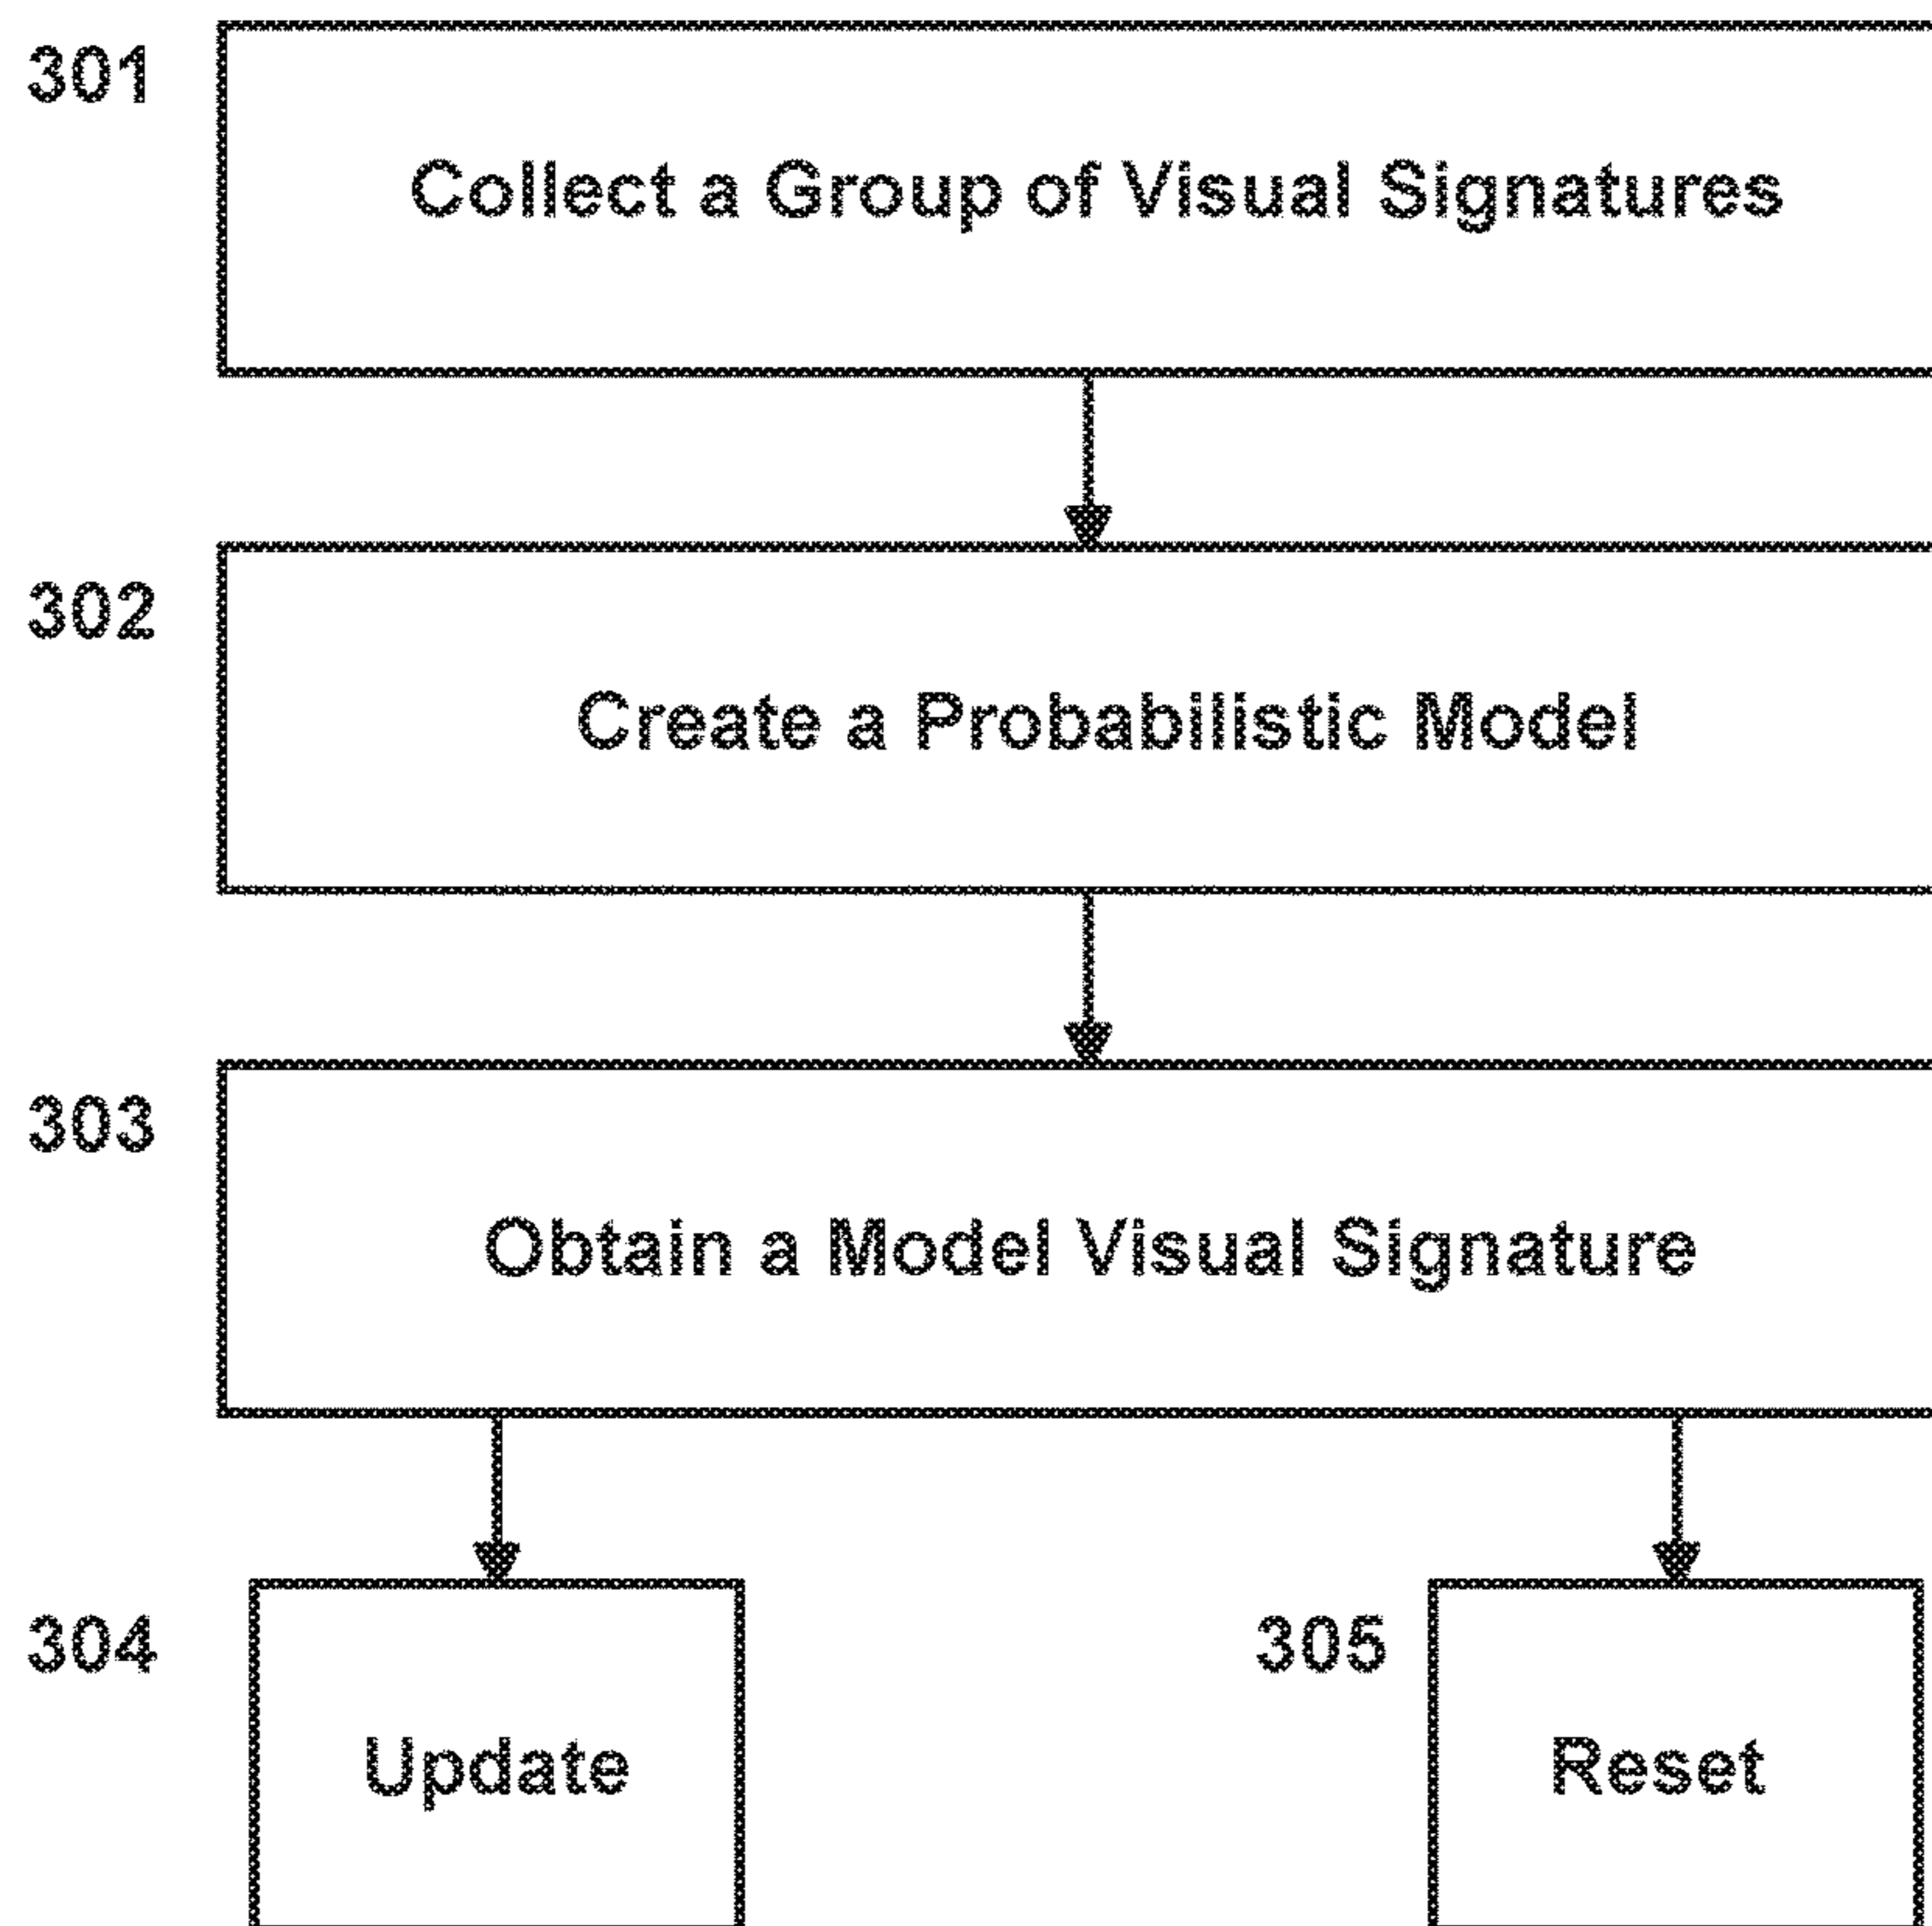 301
Collect a Group of Visual Signatures
302
Create a Probabilistic Model
303
Obtain a Model Visual Signature
304
305
Update
Reset